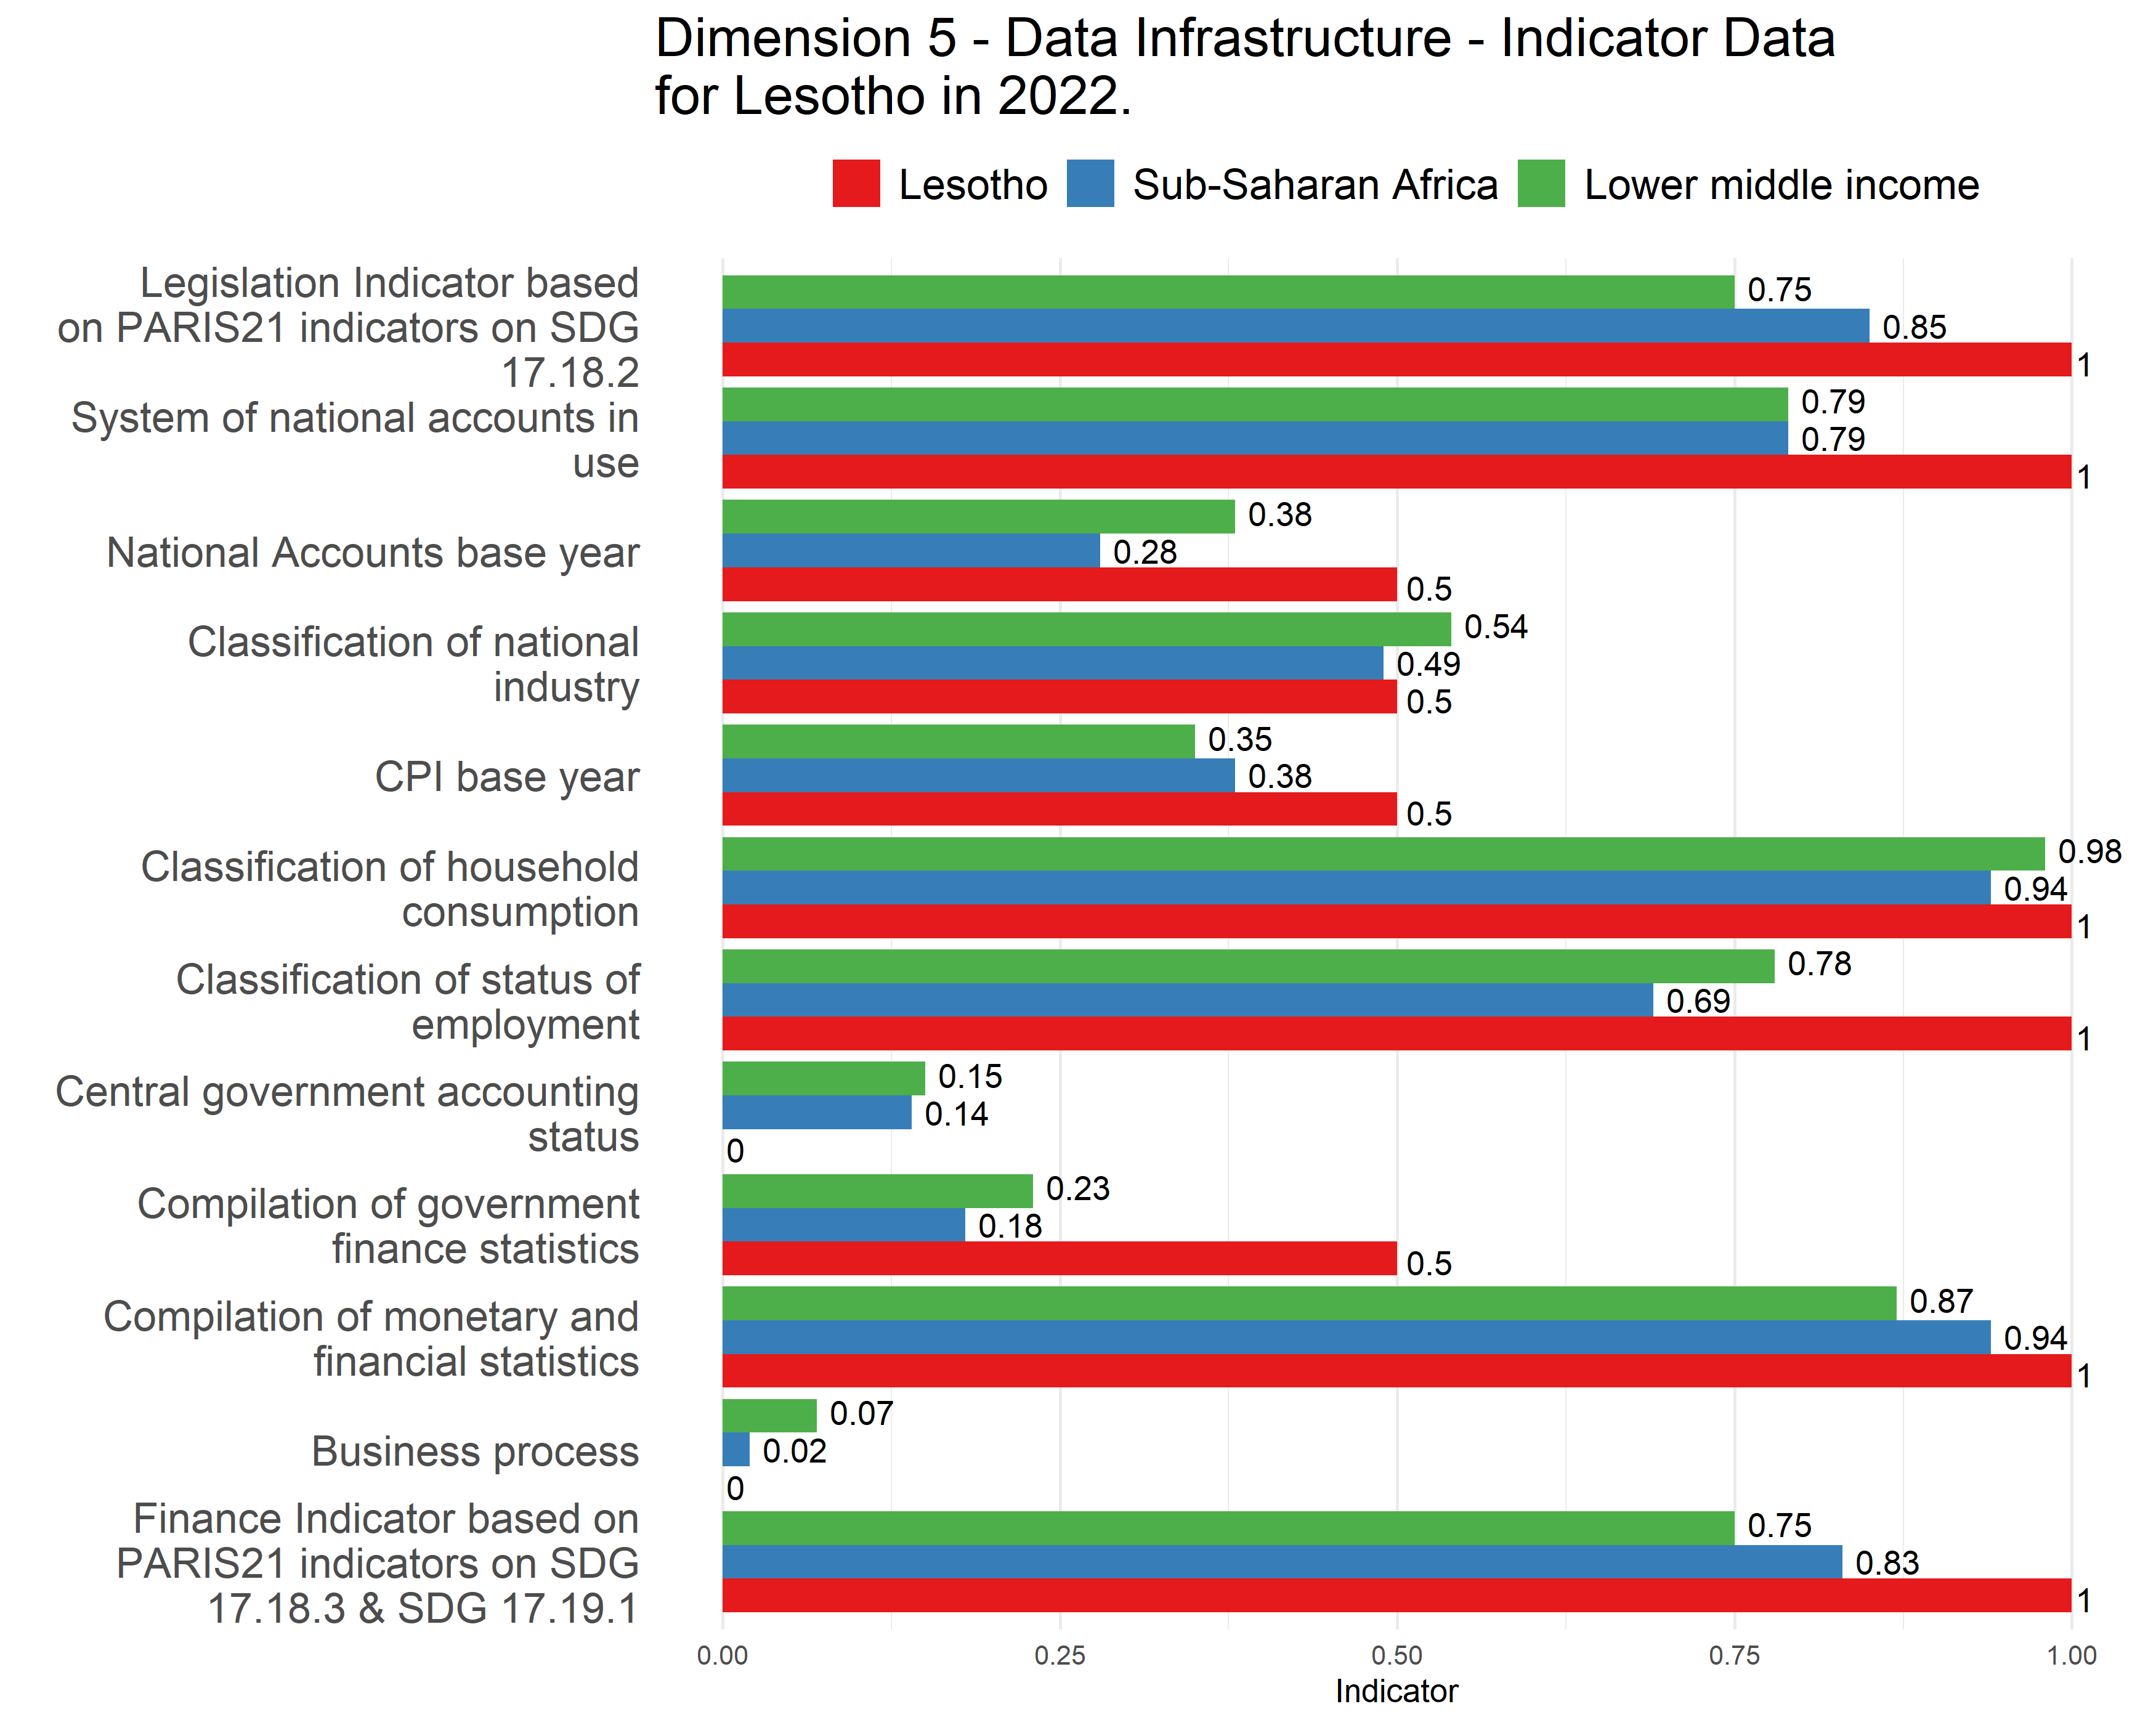 Dimension 5 - Data Infrastructure - Indicator Data
for Lesotho in 2022.
Lesotho Sub-Saharan Africa Lower middle income
Legislation Indicator based
on PARIS21 indicators on SDG
17.18.2
0.75
0.85
1
System of national accounts in
use
0.79
0.79
1
National Accounts base year
0.38
0.28
0.5
Classification of national
industry
0.54
0.49
0.5
CPI base year
0.35
0.38
0.5
Classification of household
consumption
0.98
0.94
1
Classification of status of
employment
0.78
0.69
1
Central government accounting
status
0.15
0.14
0
Compilation of government
finance statistics
0.23
0.18
0.5
Compilation of monetary and
financial statistics
0.87
0.94
1
Business process
0.07
0.02
0
Finance Indicator based on
PARIS21 indicators on SDG
17.18.3 & SDG 17.19.1
0.75
0.83
1
0.00 0.25 0.50 0.75 1.00
Indicator